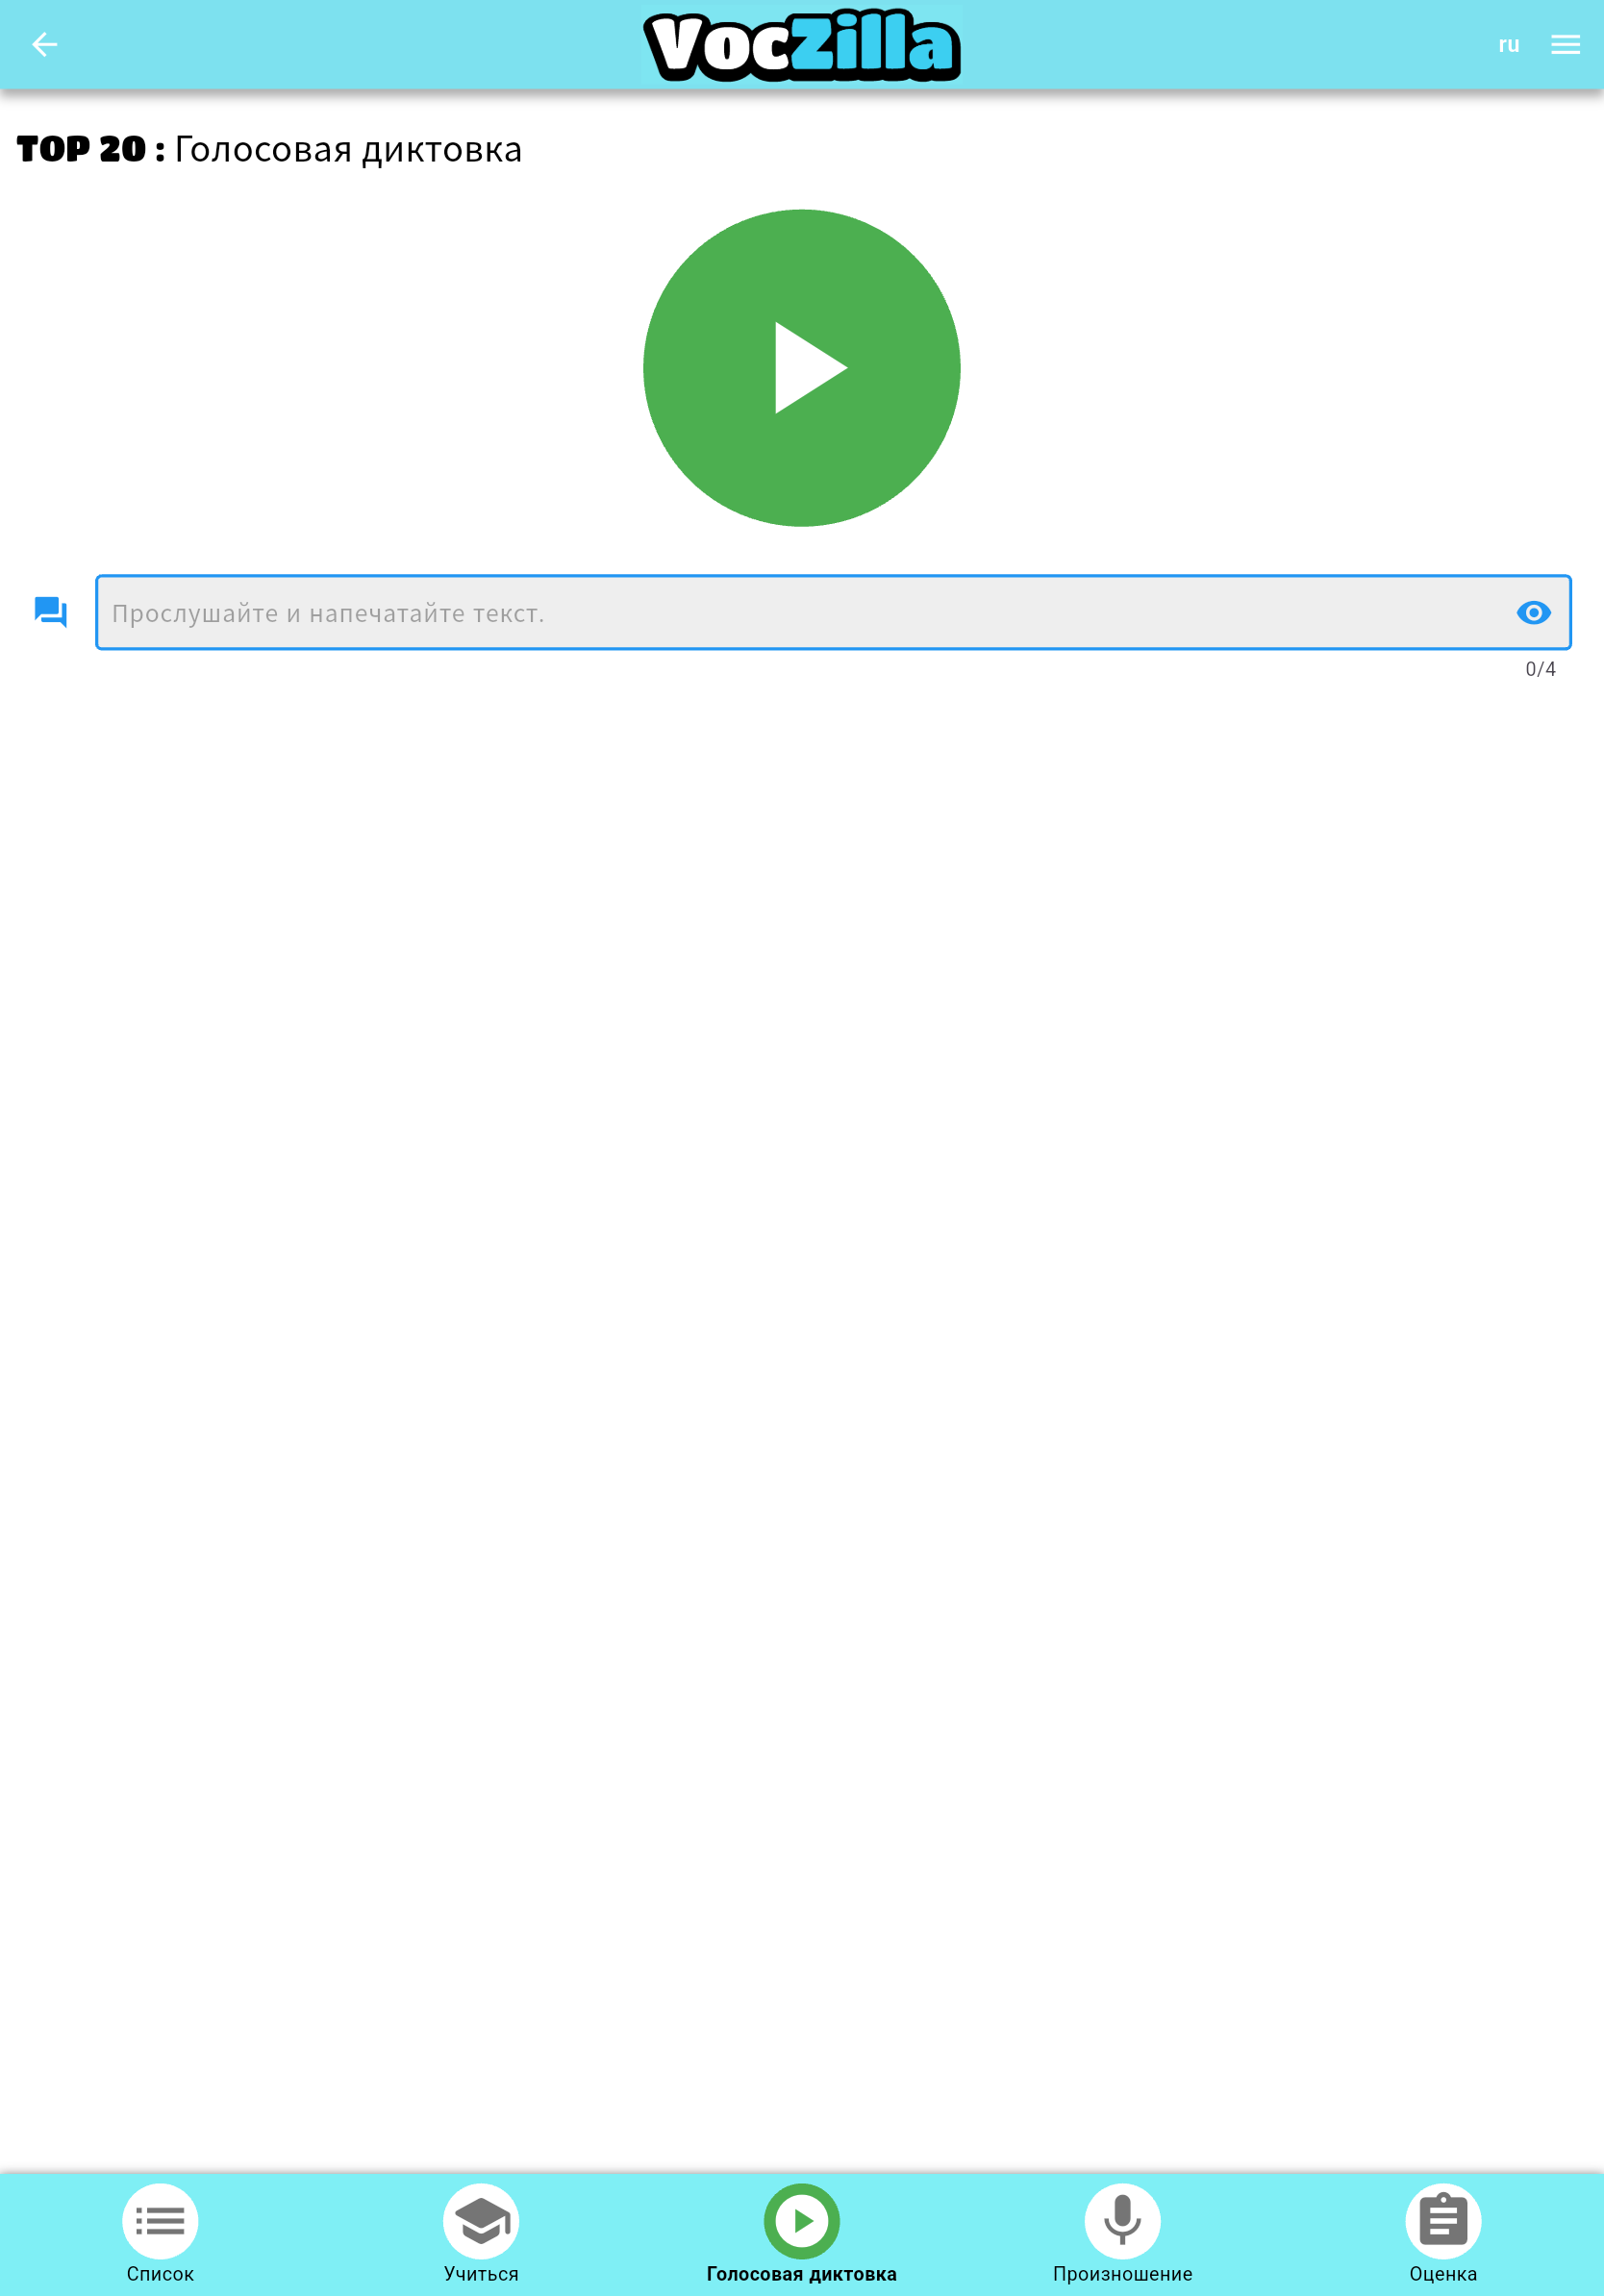 VocZilla
ru
TOP 20 : Голосовая диктовка
Прослушайте и напечатайте текст.
0/4
Список
Учиться
Голосовая диктовка
Произношение
Оценка